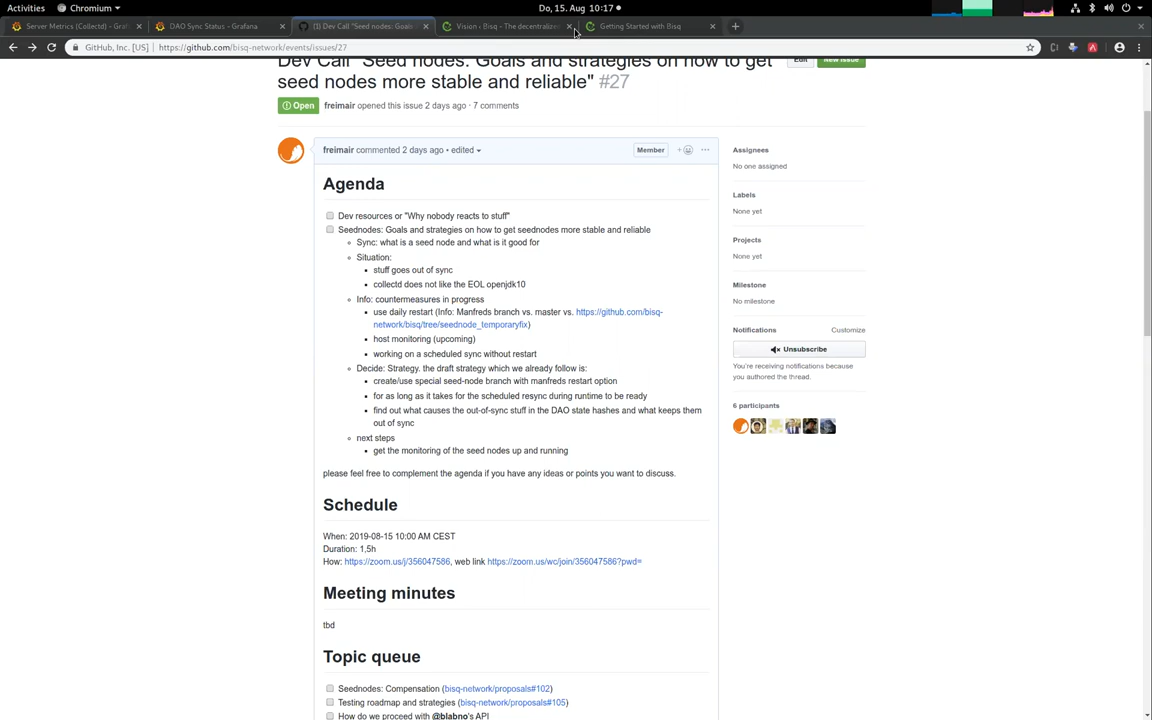 Activities
Chromium
Do, 15. Aug 10:17
Server Metrics (Collectd) - Graf
DAO Sync Status - Grafana
(1) Dev Call "Seed nodes: Goals
Vision ‹ Bisq - The decentralize
Getting Started with Bisq
GitHub, Inc. [US]
https://github.com/bisq-network/events/issues/27
Dev Call "Seed nodes: Goals and strategies on how to get
seed nodes more stable and reliable" #27
Edit
New issue
Open
freimair opened this issue 2 days ago · 7 comments
freimair commented 2 days ago • edited
Member
Agenda
Dev resources or "Why nobody reacts to stuff"
Seednodes: Goals and strategies on how to get seednodes more stable and reliable
Sync: what is a seed node and what is it good for
Situation:
stuff goes out of sync
collectd does not like the EOL openjdk10
Info: countermeasures in progress
use daily restart (Info: Manfreds branch vs. master vs. https://github.com/bisq-
network/bisq/tree/seednode_temporaryfix)
host monitoring (upcoming)
working on a scheduled sync without restart
Decide: Strategy. the draft strategy which we already follow is:
create/use special seed-node branch with manfreds restart option
for as long as it takes for the scheduled resync during runtime to be ready
find out what causes the out-of-sync stuff in the DAO state hashes and what keeps them
out of sync
next steps
get the monitoring of the seed nodes up and running
please feel free to complement the agenda if you have any ideas or points you want to discuss.
Schedule
When: 2019-08-15 10:00 AM CEST
Duration: 1,5h
How: https://zoom.us/j/356047586, web link https://zoom.us/wc/join/356047586?pwd=
Meeting minutes
tbd
Topic queue
Seednodes: Compensation (bisq-network/proposals#102)
Testing roadmap and strategies (bisq-network/proposals#105)
How do we proceed with @blabno's API
Assignees
No one assigned
Labels
None yet
Projects
None yet
Milestone
No milestone
Notifications
Customize
Unsubscribe
You're receiving notifications because
you authored the thread.
6 participants